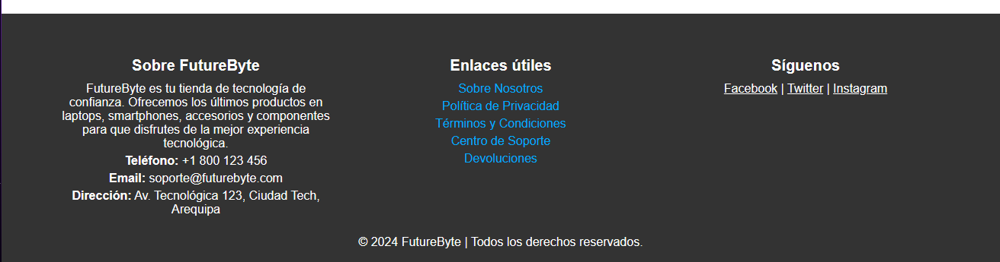 Sobre FutureByte
FutureByte es tu tienda de tecnología de
confianza. Ofrecemos los últimos productos en
laptops, smartphones, accesorios y componentes
para que disfrutes de la mejor experiencia
tecnológica.
Teléfono: +1 800 123 456
Email: soporte@futurebyte.com
Dirección: Av. Tecnológica 123, Ciudad Tech,
Arequipa
Enlaces útiles
Sobre Nosotros
Política de Privacidad
Términos y Condiciones
Centro de Soporte
Devoluciones
Síguenos
Facebook | Twitter | Instagram
© 2024 FutureByte | Todos los derechos reservados.